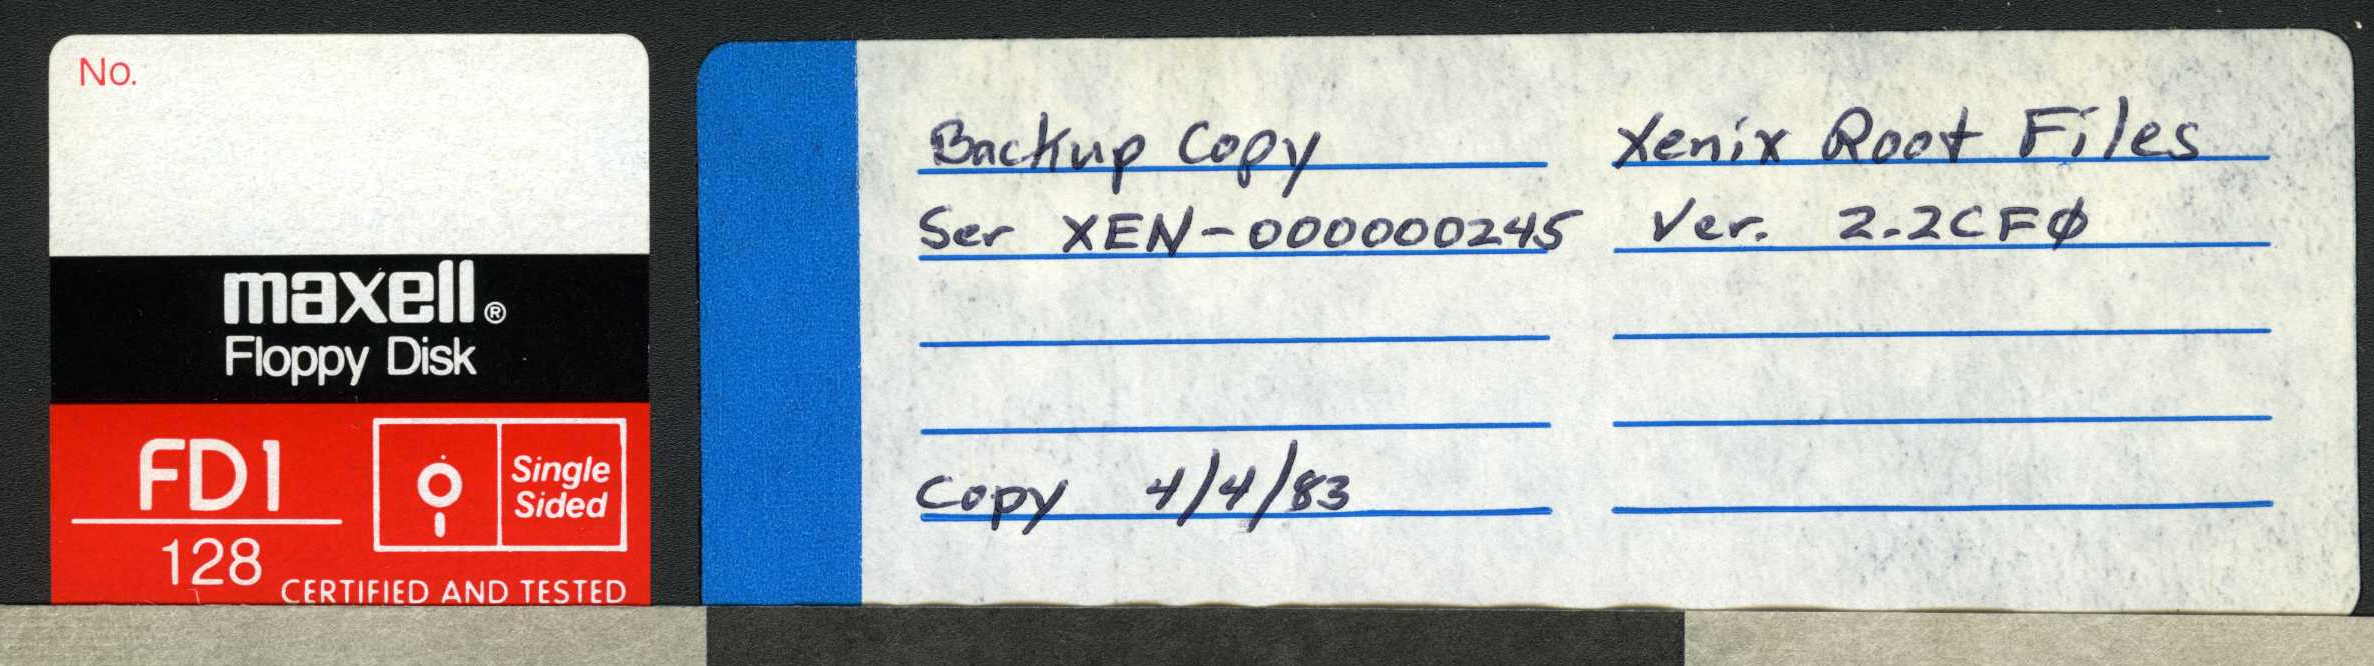 No.
maxell®
Floppy Disk
FD1
128
Single
Sided
CERTIFIED AND TESTED
Backup Copy
Ser XEN-000000245
Copy 4/4/83
Xenix Root Files
Ver. 2.2CFØ